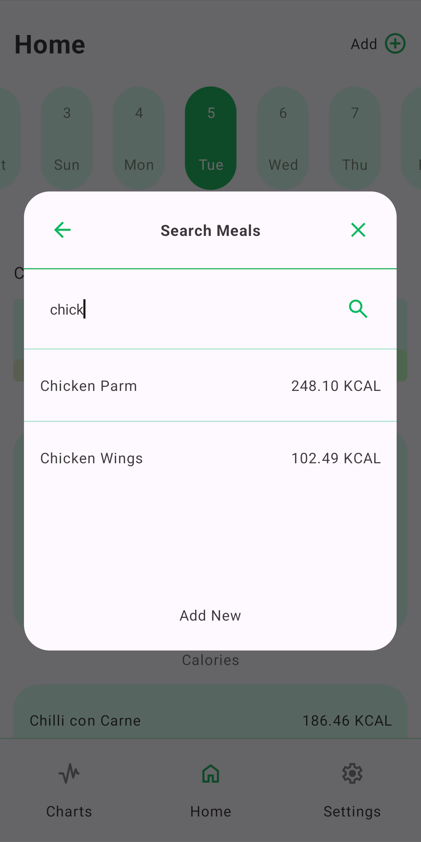 Home
Add
3
4
5
6
7
t
Sun
Mon
Tue
Wed
Thu
Search Meals
C
chick
Chicken Parm
248.10 KCAL
Chicken Wings
102.49 KCAL
Add New
Calories
Chilli con Carne
186.46 KCAL
Charts
Home
Settings